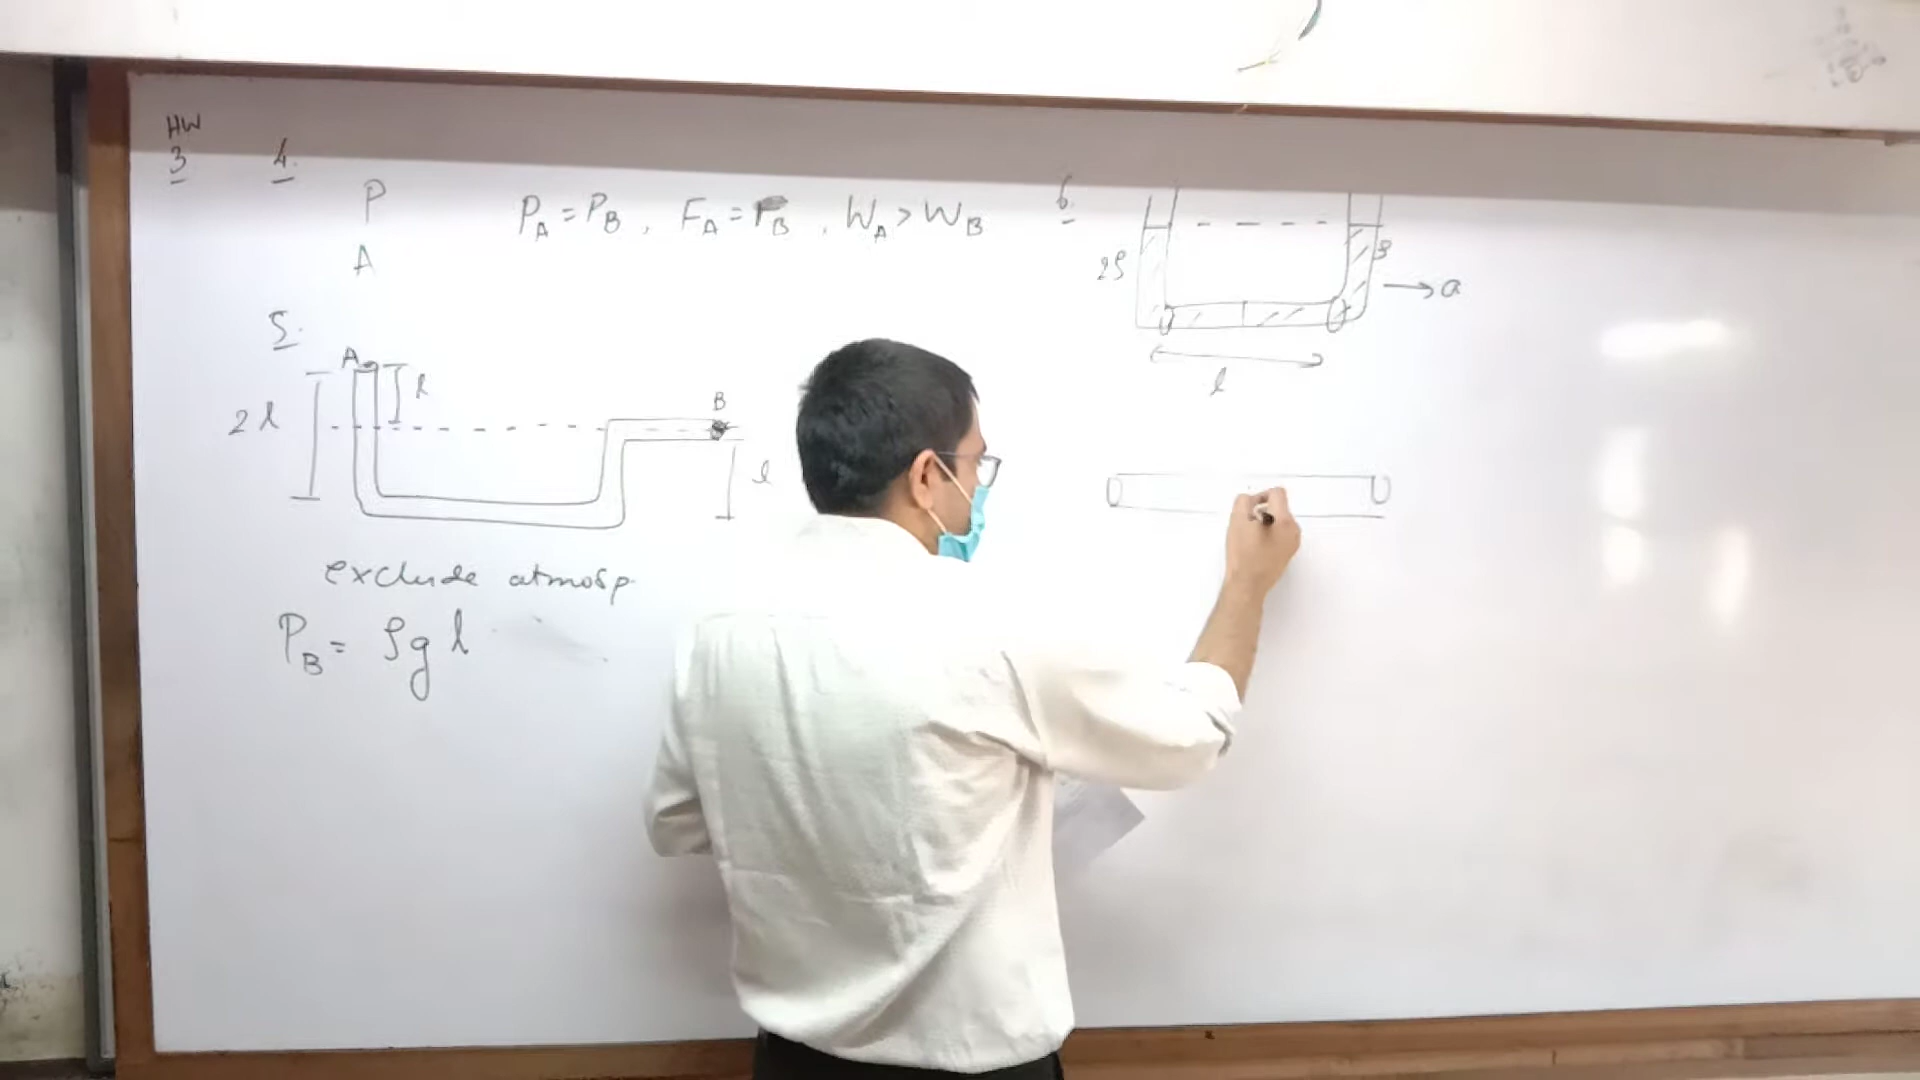 HW
3 4.
P
A
P_A = P_B , F_A = F_B , W_A > W_B
5.
A
2l
l
B
l
exclude atmosp.
P_B = ρgl
6
2ρ
ρ
a
l